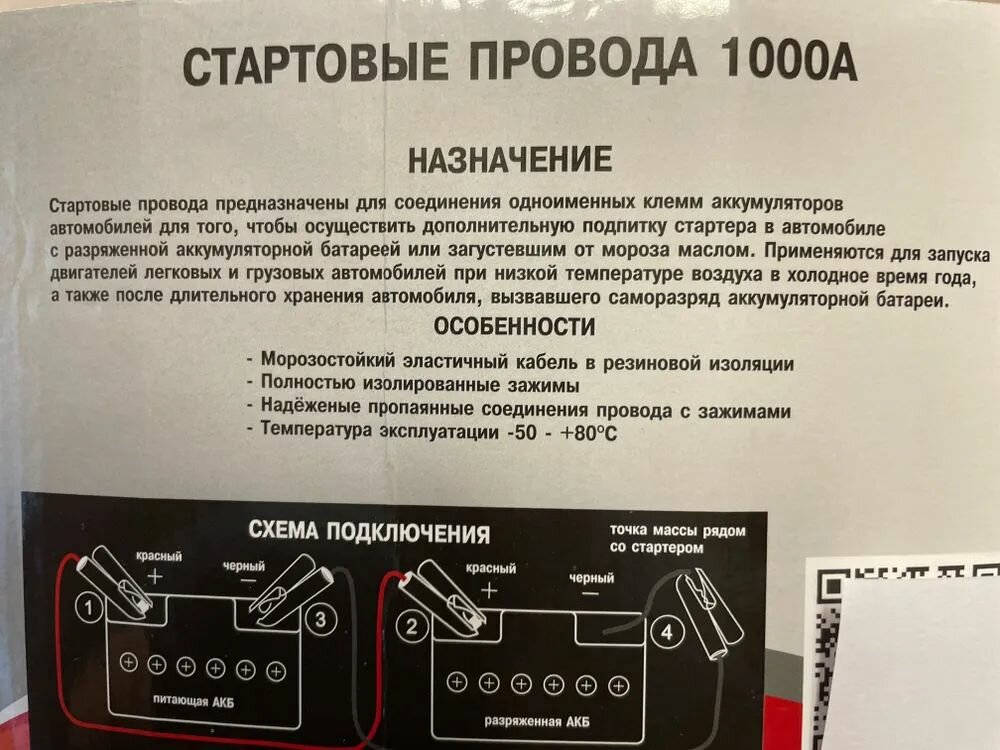 СТАРТОВЫЕ ПРОВОДА 1000А
НАЗНАЧЕНИЕ
Стартовые провода предназначены для соединения одноименных клемм аккумуляторов
автомобилей для того, чтобы осуществить дополнительную подпитку стартера в автомобиле
с разряженной аккумуляторной батареей или загустевшим от мороза маслом. Применяются для запуска
двигателей легковых и грузовых автомобилей при низкой температуре воздуха в холодное время года,
а также после длительного хранения автомобиля, вызвавшего саморазряд аккумуляторной батареи.
ОСОБЕННОСТИ
- Морозостойкий эластичный кабель в резиновой изоляции
- Полностью изолированные зажимы
- Надёженые пропаянные соединения провода с зажимами
- Температура эксплуатации -50 - +80°С
СХЕМА ПОДКЛЮЧЕНИЯ
точка массы рядом
со стартером
красный
+
черный
−
красный
+
черный
−
1
3
2
4
питающая АКБ
разряженная АКБ